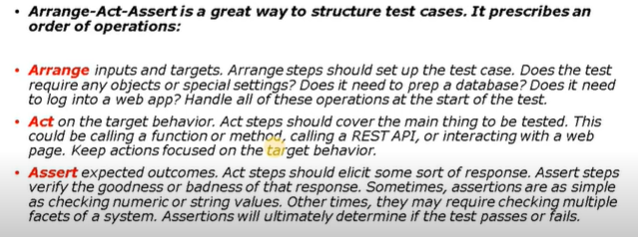 • Arrange-Act-Assert is a great way to structure test cases. It prescribes an
order of operations:
• Arrange inputs and targets. Arrange steps should set up the test case. Does the test
require any objects or special settings? Does it need to prep a database? Does it need
to log into a web app? Handle all of these operations at the start of the test.
• Act on the target behavior. Act steps should cover the main thing to be tested. This
could be calling a function or method, calling a REST API, or interacting with a web
page. Keep actions focused on the target behavior.
• Assert expected outcomes. Act steps should elicit some sort of response. Assert steps
verify the goodness or badness of that response. Sometimes, assertions are as simple
as checking numeric or string values. Other times, they may require checking multiple
facets of a system. Assertions will ultimately determine if the test passes or fails.